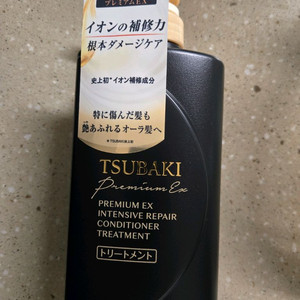 プレミアムEX
イオンの補修力
根本ダメージケア
史上初*イオン補修成分
特に傷んだ髪も
艶あふれるオーラ髪へ
TSUBAKI
Premium Ex
PREMIUM EX
INTENSIVE REPAIR
CONDITIONER
TREATMENT
トリートメント